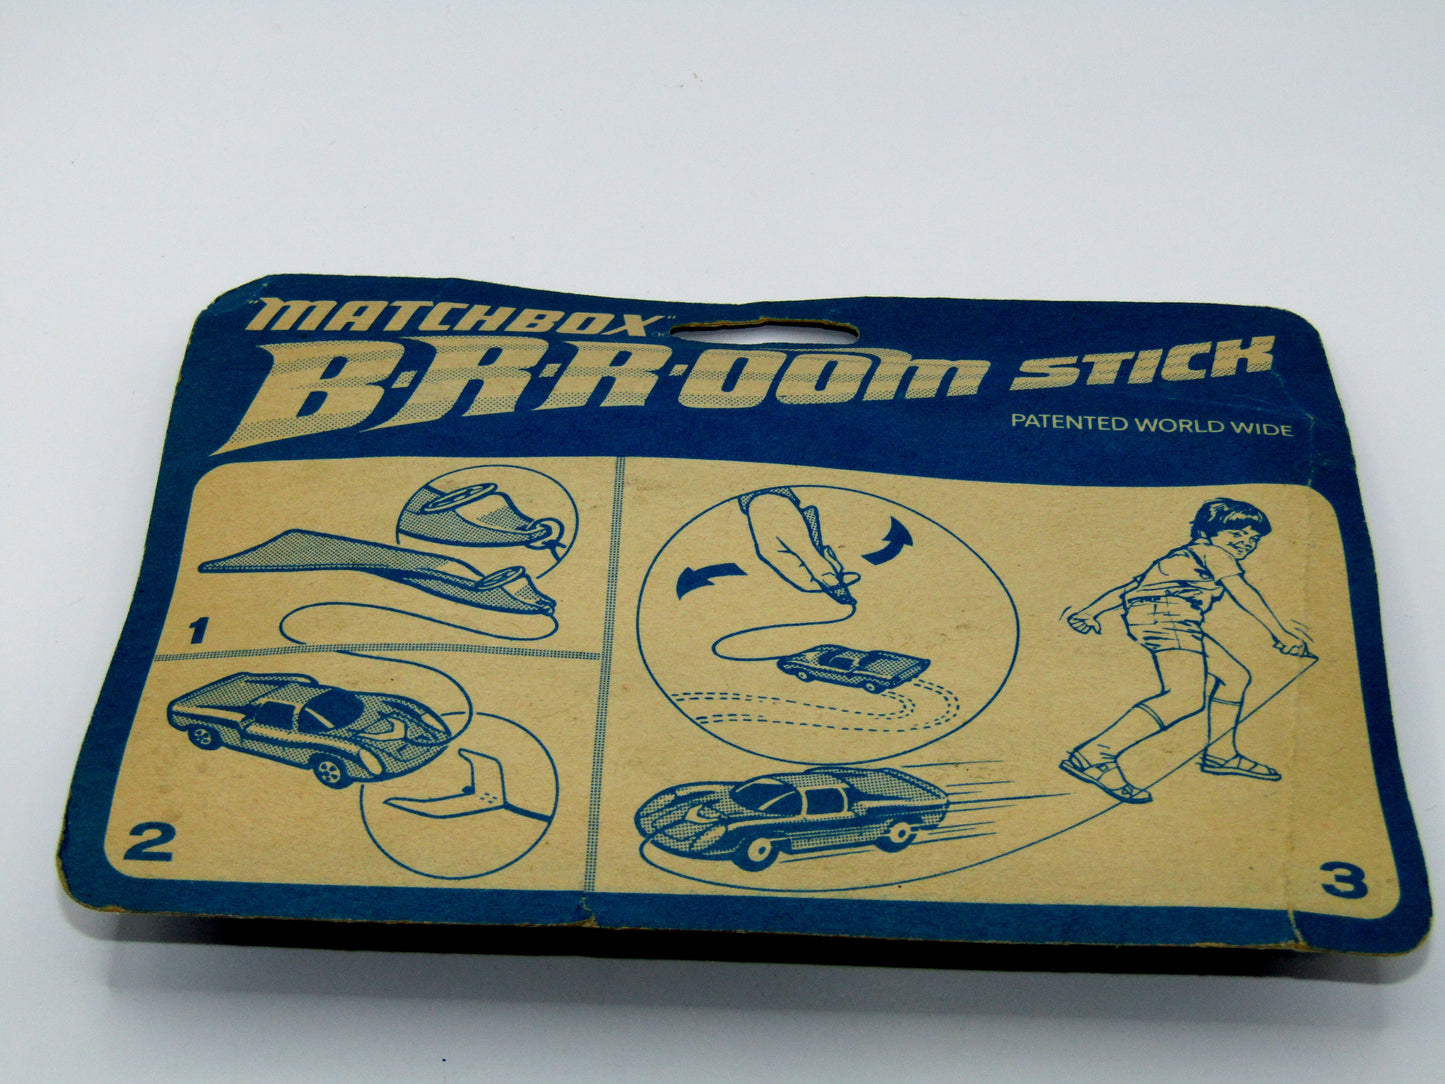 "MATCHBOX"
B·R·R·OOM STICK
PATENTED WORLD WIDE
1
2
3